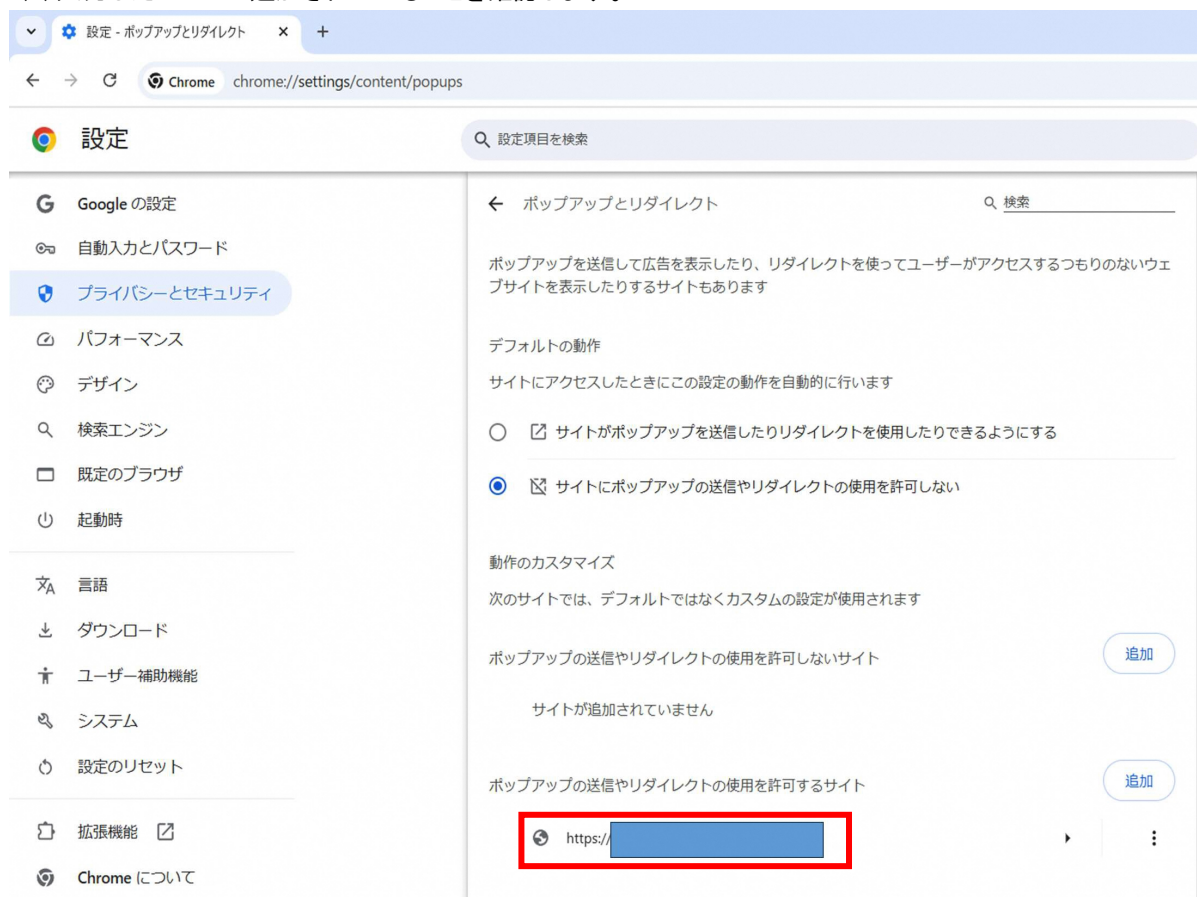 設定 - ポップアップとリダイレクト
Chrome chrome://settings/content/popups
設定
設定項目を検索
Google の設定
自動入力とパスワード
プライバシーとセキュリティ
パフォーマンス
デザイン
検索エンジン
既定のブラウザ
起動時
言語
ダウンロード
ユーザー補助機能
システム
設定のリセット
拡張機能
Chrome について
ポップアップとリダイレクト
検索
ポップアップを送信して広告を表示したり、リダイレクトを使ってユーザーがアクセスするつもりのないウェ
ブサイトを表示したりするサイトもあります
デフォルトの動作
サイトにアクセスしたときにこの設定の動作を自動的に行います
サイトがポップアップを送信したりリダイレクトを使用したりできるようにする
サイトにポップアップの送信やリダイレクトの使用を許可しない
動作のカスタマイズ
次のサイトでは、デフォルトではなくカスタムの設定が使用されます
ポップアップの送信やリダイレクトの使用を許可しないサイト
追加
サイトが追加されていません
ポップアップの送信やリダイレクトの使用を許可するサイト
追加
https://